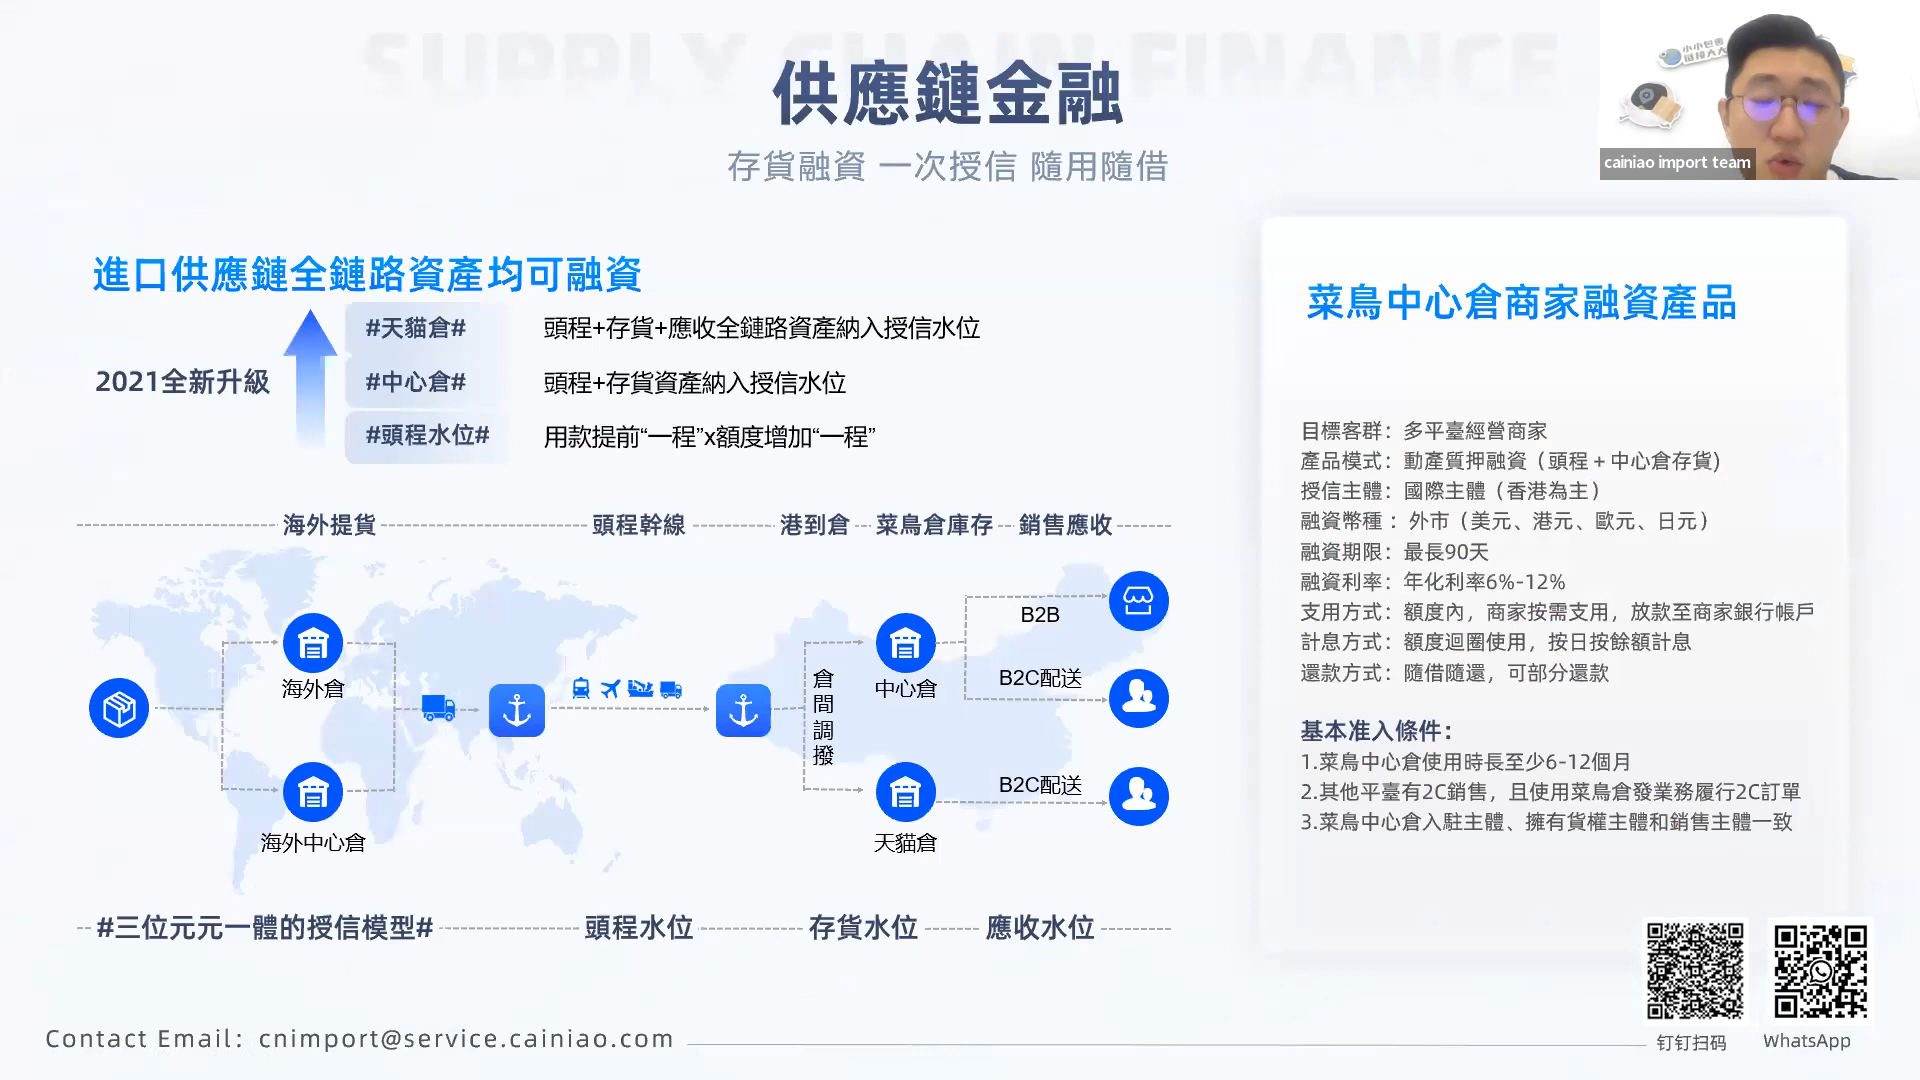 SUPPLY CHAIN FINANCE
供應鏈金融
存貨融資 一次授信 隨用隨借
小小包裹
鏈接大大
cainiao import team
進口供應鏈全鏈路資產均可融資
2021全新升級
#天貓倉# 頭程+存貨+應收全鏈路資產納入授信水位
#中心倉# 頭程+存貨資產納入授信水位
#頭程水位# 用款提前“一程”x額度增加“一程”
海外提貨 頭程幹線 港到倉 菜鳥倉庫存 銷售應收
海外倉
海外中心倉
倉間調撥
中心倉
天貓倉
B2B
B2C配送
B2C配送
#三位元元一體的授信模型# 頭程水位 存貨水位 應收水位
菜鳥中心倉商家融資產品
目標客群：多平臺經營商家
產品模式：動產質押融資（頭程+中心倉存貨）
授信主體：國際主體（香港為主）
融資幣種：外市（美元、港元、歐元、日元）
融資期限：最長90天
融資利率：年化利率6%-12%
支用方式：額度內，商家按需支用，放款至商家銀行帳戶
計息方式：額度迴圈使用，按日按餘額計息
還款方式：隨借隨還，可部分還款
基本准入條件：
1.菜鳥中心倉使用時長至少6-12個月
2.其他平臺有2C銷售，且使用菜鳥倉發業務履行2C訂單
3.菜鳥中心倉入駐主體、擁有貨權主體和銷售主體一致
Contact Email：cnimport@service.cainiao.com
钉钉扫码
WhatsApp